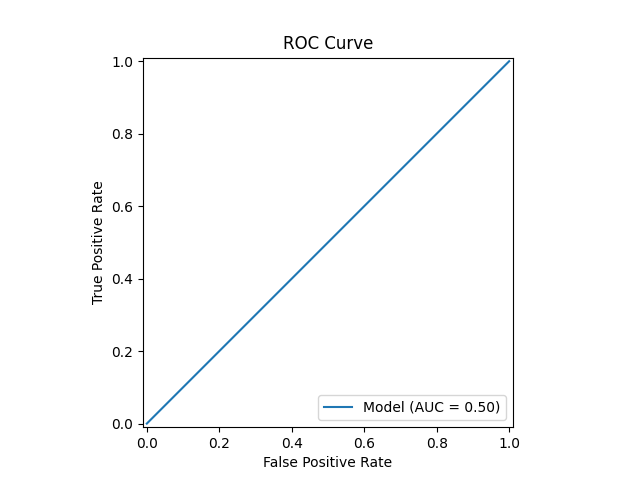 ROC Curve
True Positive Rate
1.0
0.8
0.6
0.4
0.2
0.0
Model (AUC = 0.50)
0.0 0.2 0.4 0.6 0.8 1.0
False Positive Rate